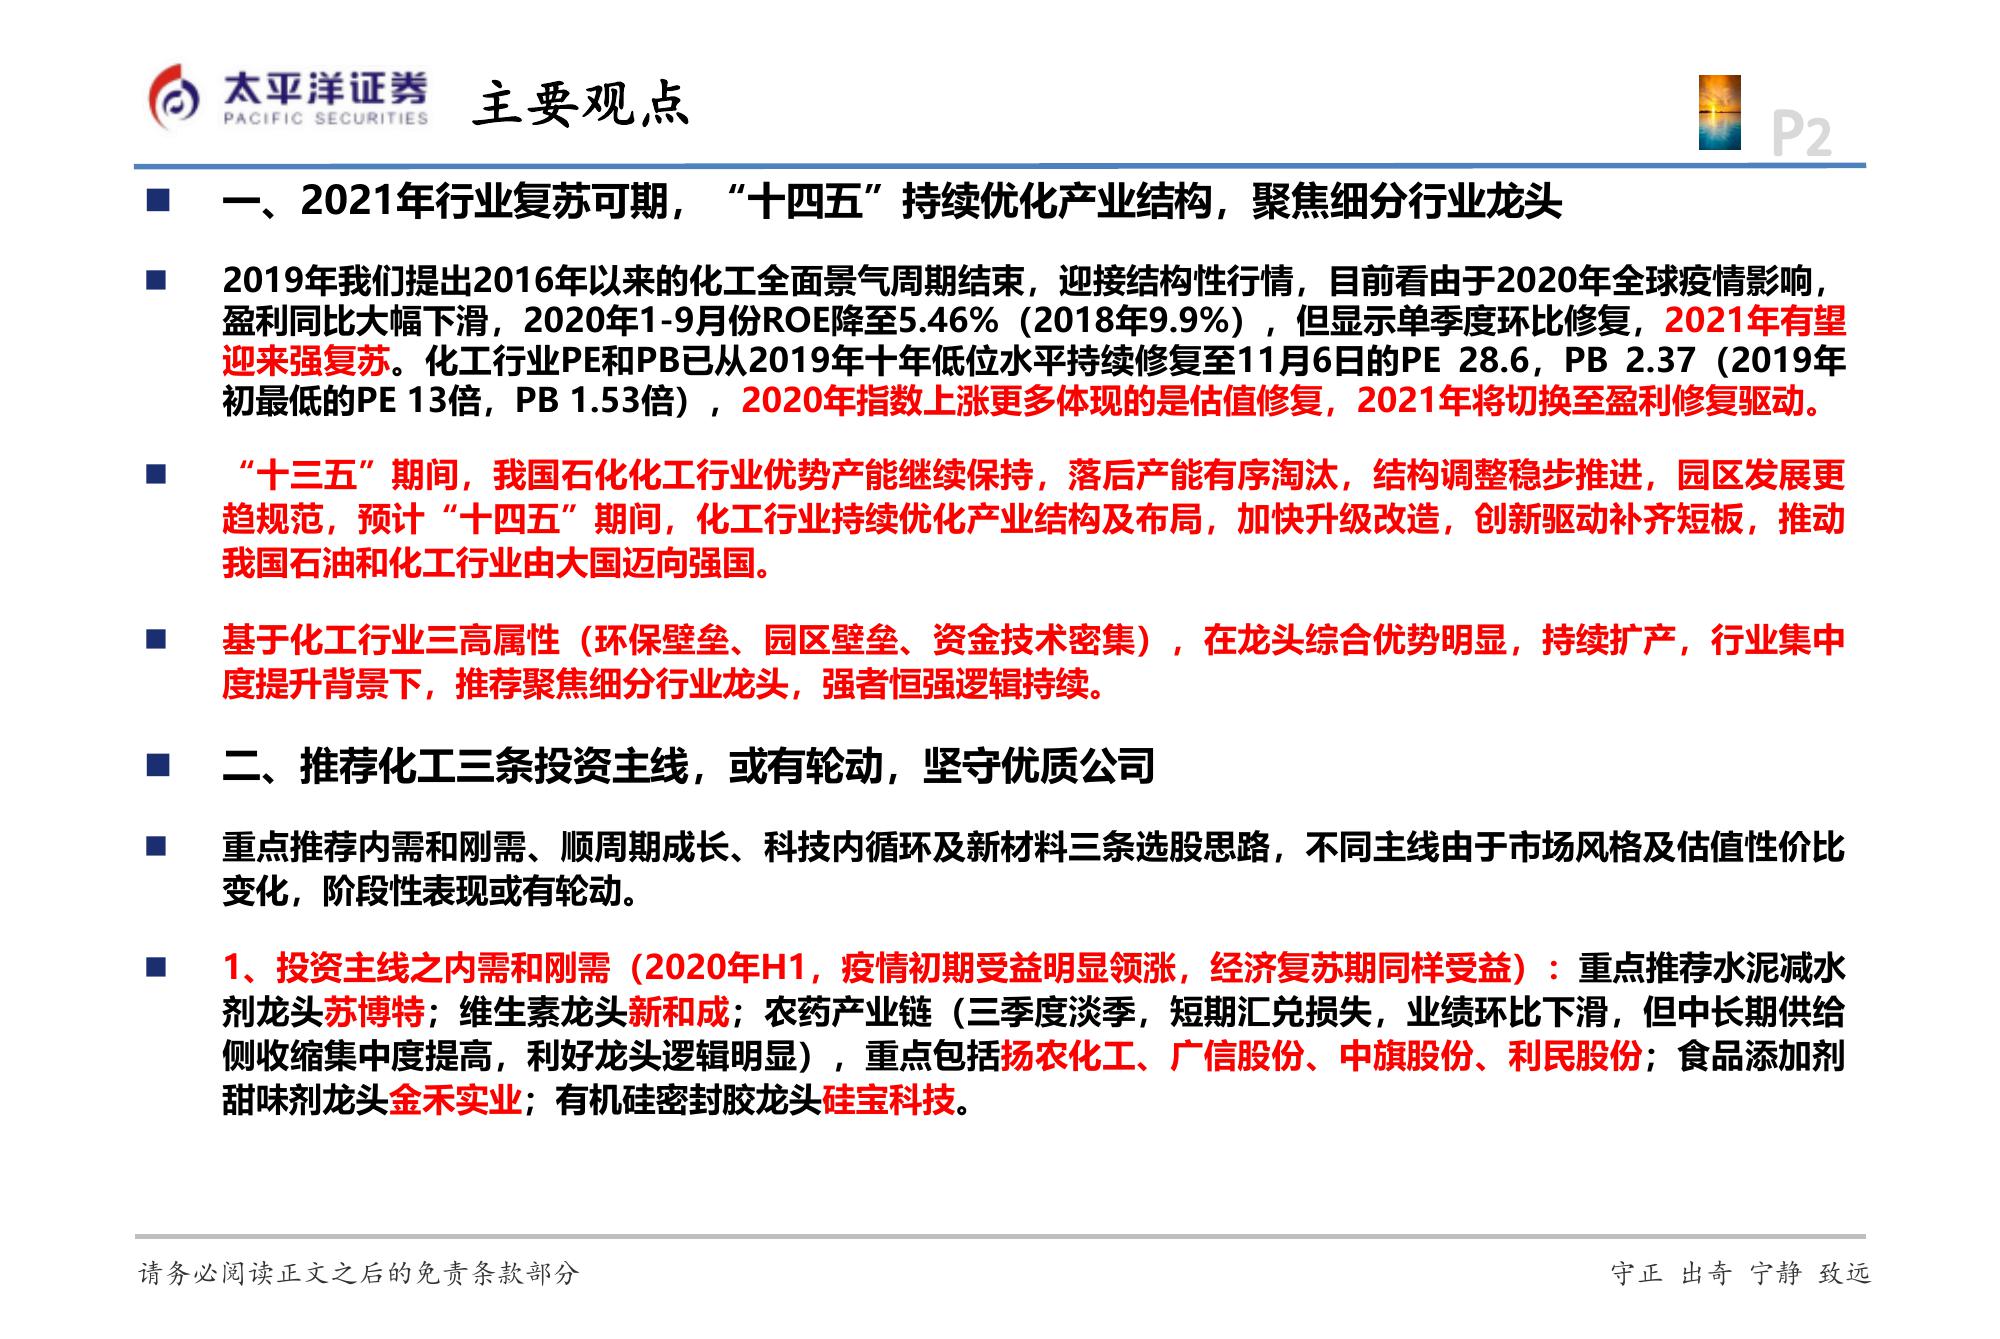 太平洋证券
PACIFIC SECURITIES
主要观点
P2
一、2021年行业复苏可期，“十四五”持续优化产业结构，聚焦细分行业龙头
2019年我们提出2016年以来的化工全面景气周期结束，迎接结构性行情，目前看由于2020年全球疫情影响，
盈利同比大幅下滑，2020年1-9月份ROE降至5.46%（2018年9.9%），但显示单季度环比修复，2021年有望
迎来强复苏。化工行业PE和PB已从2019年十年低位水平持续修复至11月6日的PE 28.6，PB 2.37（2019年
初最低的PE 13倍，PB 1.53倍），2020年指数上涨更多体现的是估值修复，2021年将切换至盈利修复驱动。
“十三五”期间，我国石化化工行业优势产能继续保持，落后产能有序淘汰，结构调整稳步推进，园区发展更
趋规范，预计“十四五”期间，化工行业持续优化产业结构及布局，加快升级改造，创新驱动补齐短板，推动
我国石油和化工行业由大国迈向强国。
基于化工行业三高属性（环保壁垒、园区壁垒、资金技术密集），在龙头综合优势明显，持续扩产，行业集中
度提升背景下，推荐聚焦细分行业龙头，强者恒强逻辑持续。
二、推荐化工三条投资主线，或有轮动，坚守优质公司
重点推荐内需和刚需、顺周期成长、科技内循环及新材料三条选股思路，不同主线由于市场风格及估值性价比
变化，阶段性表现或有轮动。
1、投资主线之内需和刚需（2020年H1，疫情初期受益明显领涨，经济复苏期同样受益）：重点推荐水泥减水
剂龙头苏博特；维生素龙头新和成；农药产业链（三季度淡季，短期汇兑损失，业绩环比下滑，但中长期供给
侧收缩集中度提高，利好龙头逻辑明显），重点包括扬农化工、广信股份、中旗股份、利民股份；食品添加剂
甜味剂龙头金禾实业；有机硅密封胶龙头硅宝科技。
请务必阅读正文之后的免责条款部分
守正 出奇 宁静 致远